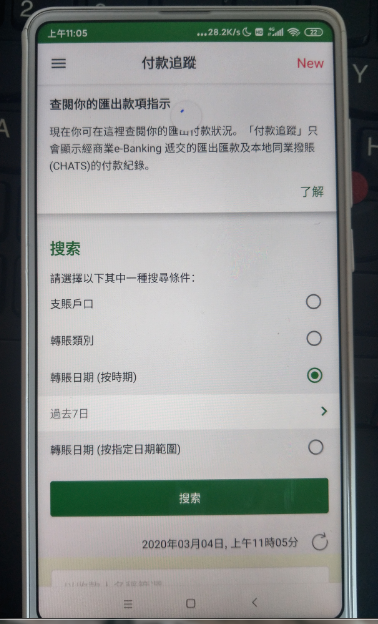 2
Y
A
H
上午11:05
...28.2K/s
22
付款追蹤
New
查閱你的匯出款項指示
現在你可在這裡查閱你的匯出付款狀況。「付款追蹤」只
會顯示經商業e-Banking 遞交的匯出匯款及本地同業撥賬
(CHATS)的付款紀錄。
了解
搜索
請選擇以下其中一種搜尋條件:
支賬戶口
轉賬類別
轉賬日期 (按時期)
過去7日
轉賬日期 (按指定日期範圍)
搜索
2020年03月04日, 上午11時05分